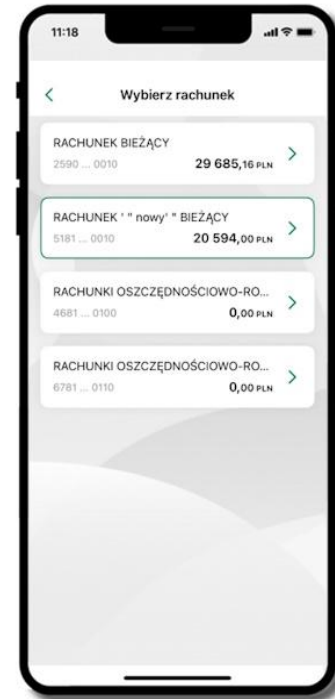 11:18
Wybierz rachunek
RACHUNEK BIEŻĄCY
2590 ... 0010 29 685,16 PLN
RACHUNEK ' " nowy' " BIEŻĄCY
5181 ... 0010 20 594,00 PLN
RACHUNKI OSZCZĘDNOŚCIOWO-RO...
4681 ... 0100 0,00 PLN
RACHUNKI OSZCZĘDNOŚCIOWO-RO...
6781 ... 0110 0,00 PLN